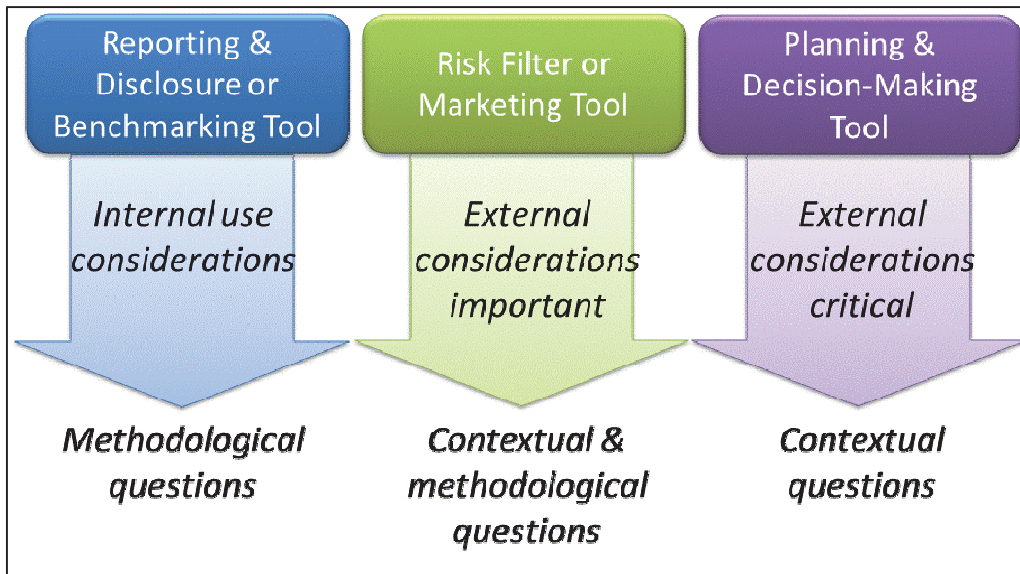 Reporting &
Disclosure or
Benchmarking Tool
Internal use
considerations
Methodological
questions
Risk Filter or
Marketing Tool
External
considerations
important
Contextual &
methodological
questions
Planning &
Decision-Making
Tool
External
considerations
critical
Contextual
questions